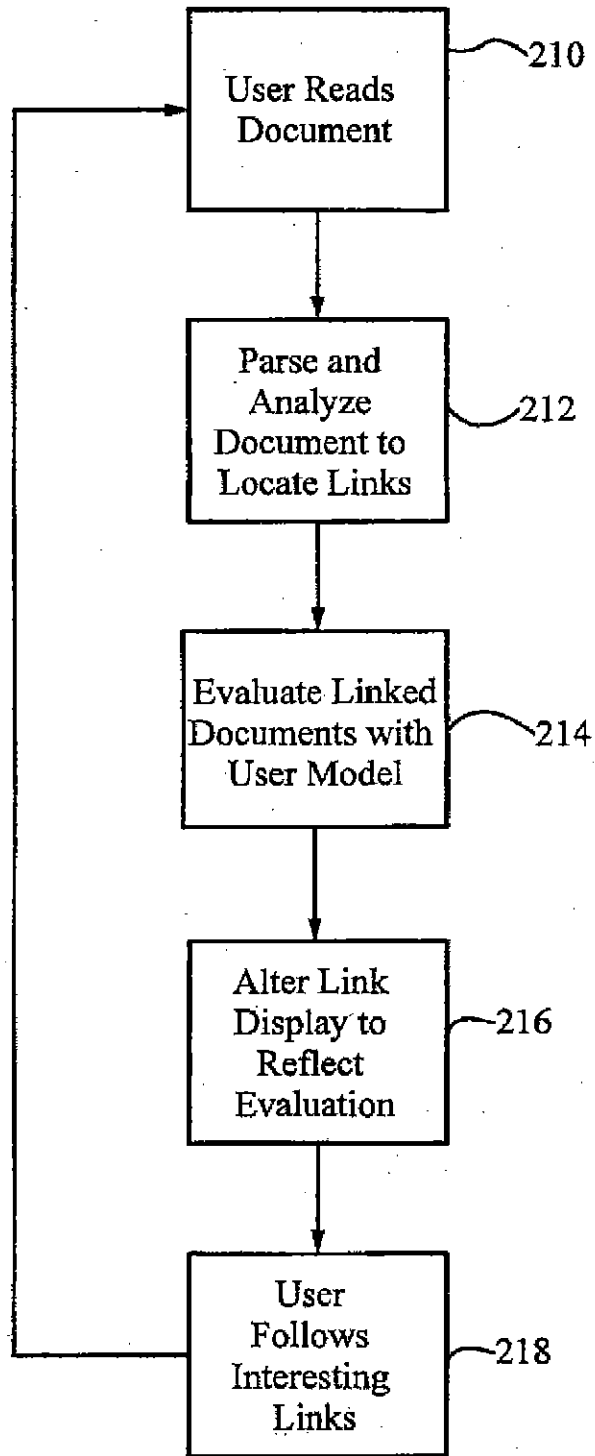 User Reads
Document
210
Parse and
Analyze
Document to
Locate Links
212
Evaluate Linked
Documents with
User Model
214
Alter Link
Display to
Reflect
Evaluation
216
User
Follows
Interesting
Links
218